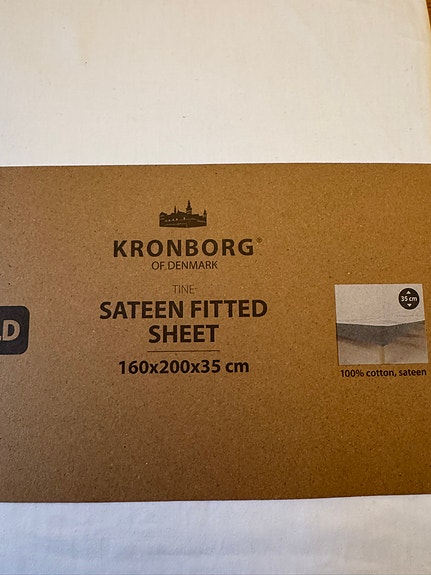 KRONBORG®
OF DENMARK
TINE
SATEEN FITTED
SHEET
160x200x35 cm
35 cm
100% cotton, sateen